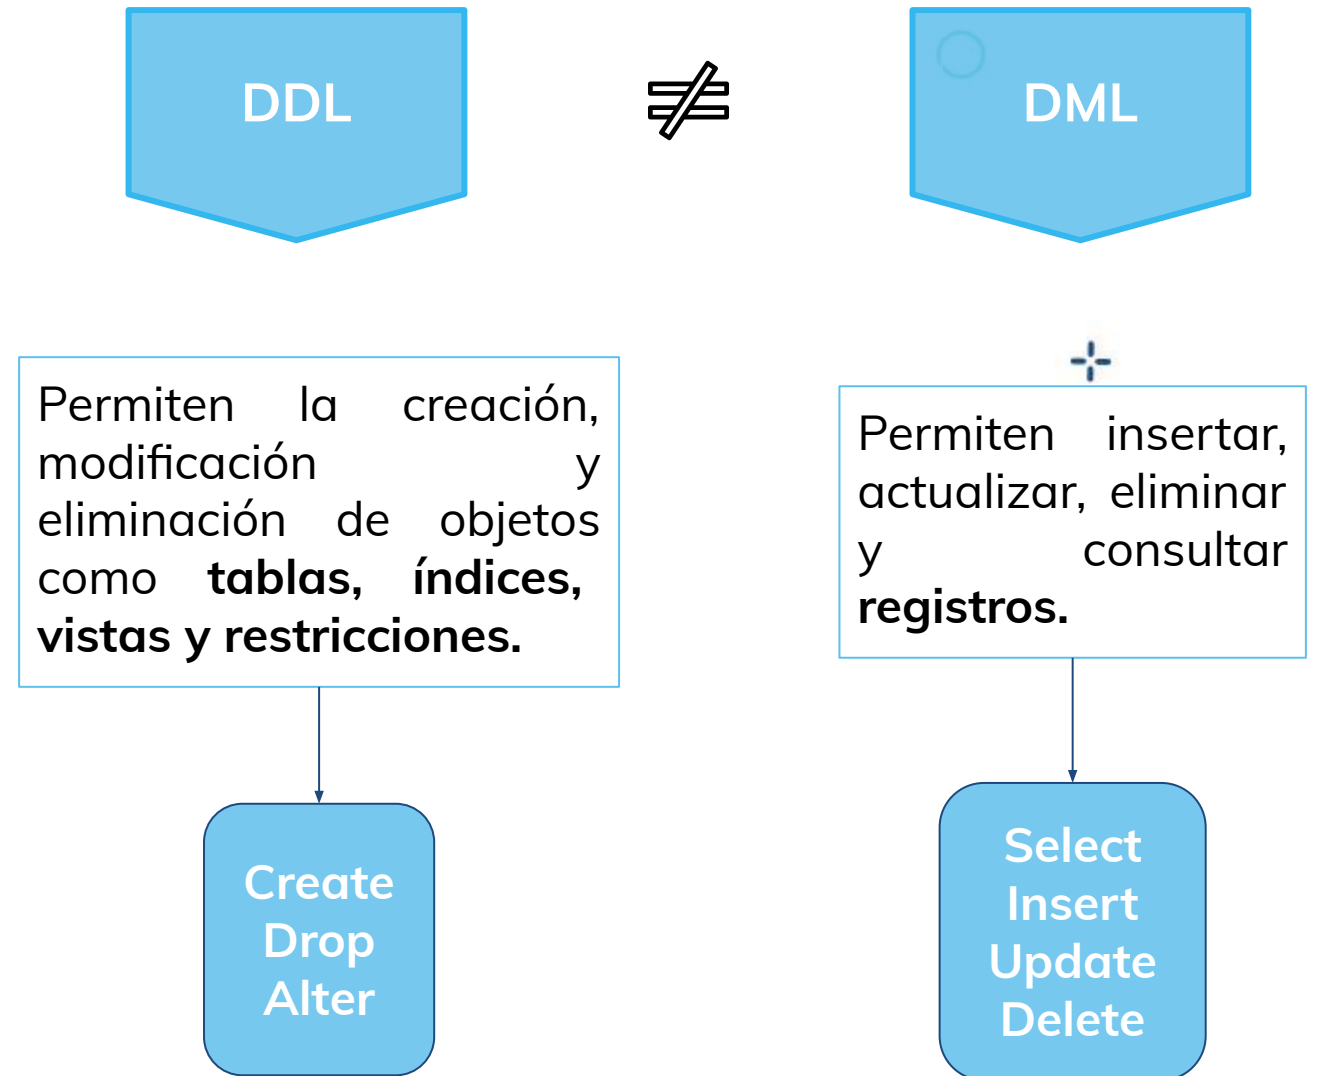 DDL
≠
DML
Permiten la creación,
modificación y
eliminación de objetos
como tablas, índices,
vistas y restricciones.
Permiten insertar,
actualizar, eliminar
y consultar
registros.
Create
Drop
Alter
Select
Insert
Update
Delete